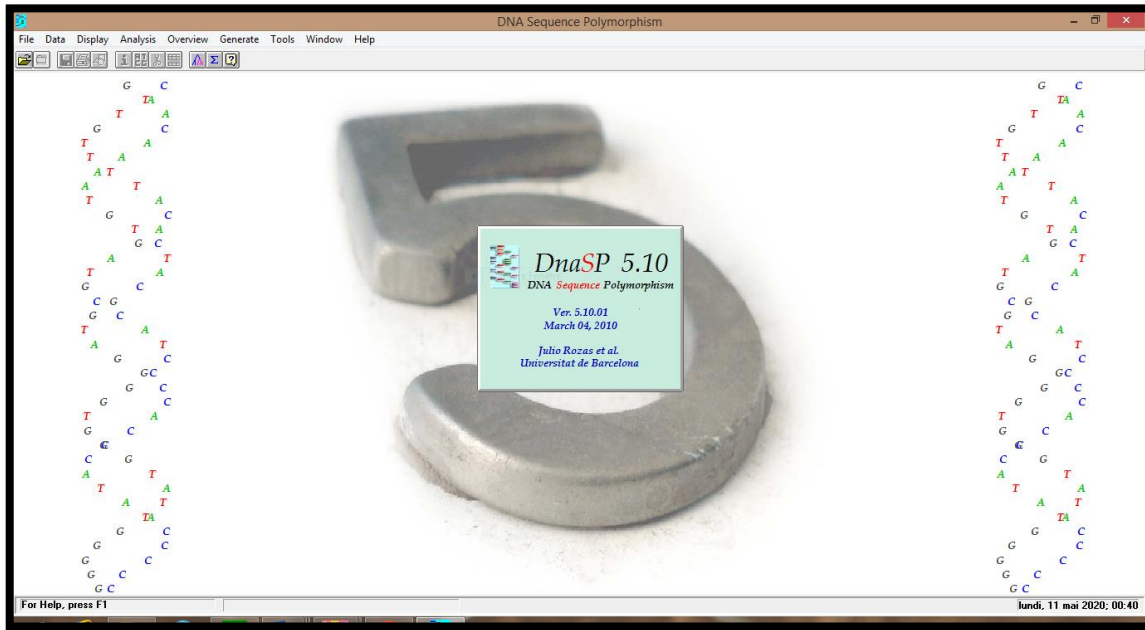 DNA Sequence Polymorphism
File Data Display Analysis Overview Generate Tools Window Help
DnaSP 5.10
DNA Sequence Polymorphism
Ver. 5.10.01
March 04, 2010
Julio Rozas et al.
Universitat de Barcelona
5
For Help, press F1
lundi, 11 mai 2020; 00:40